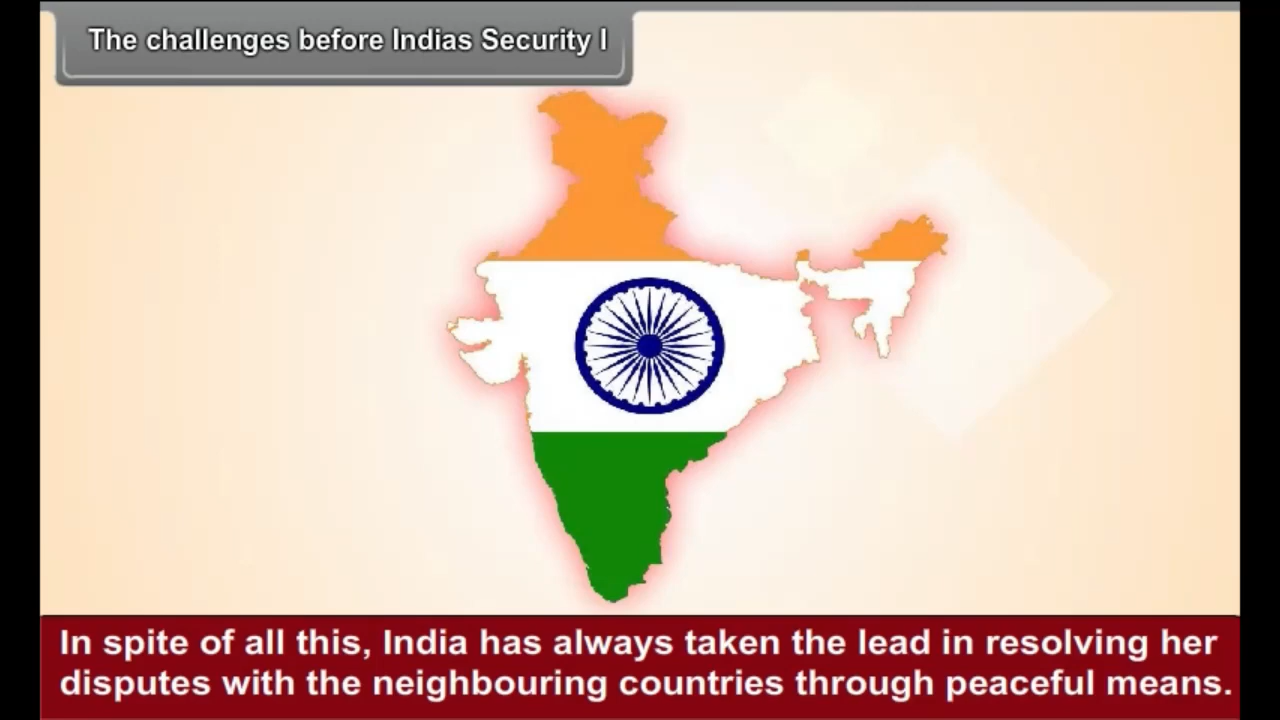 The challenges before Indias Security I
In spite of all this, India has always taken the lead in resolving her
disputes with the neighbouring countries through peaceful means.